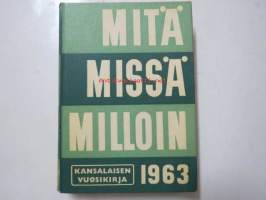 MITÄ
MISSÄ
MILLOIN
KANSALAISEN
VUOSIKIRJA
1963